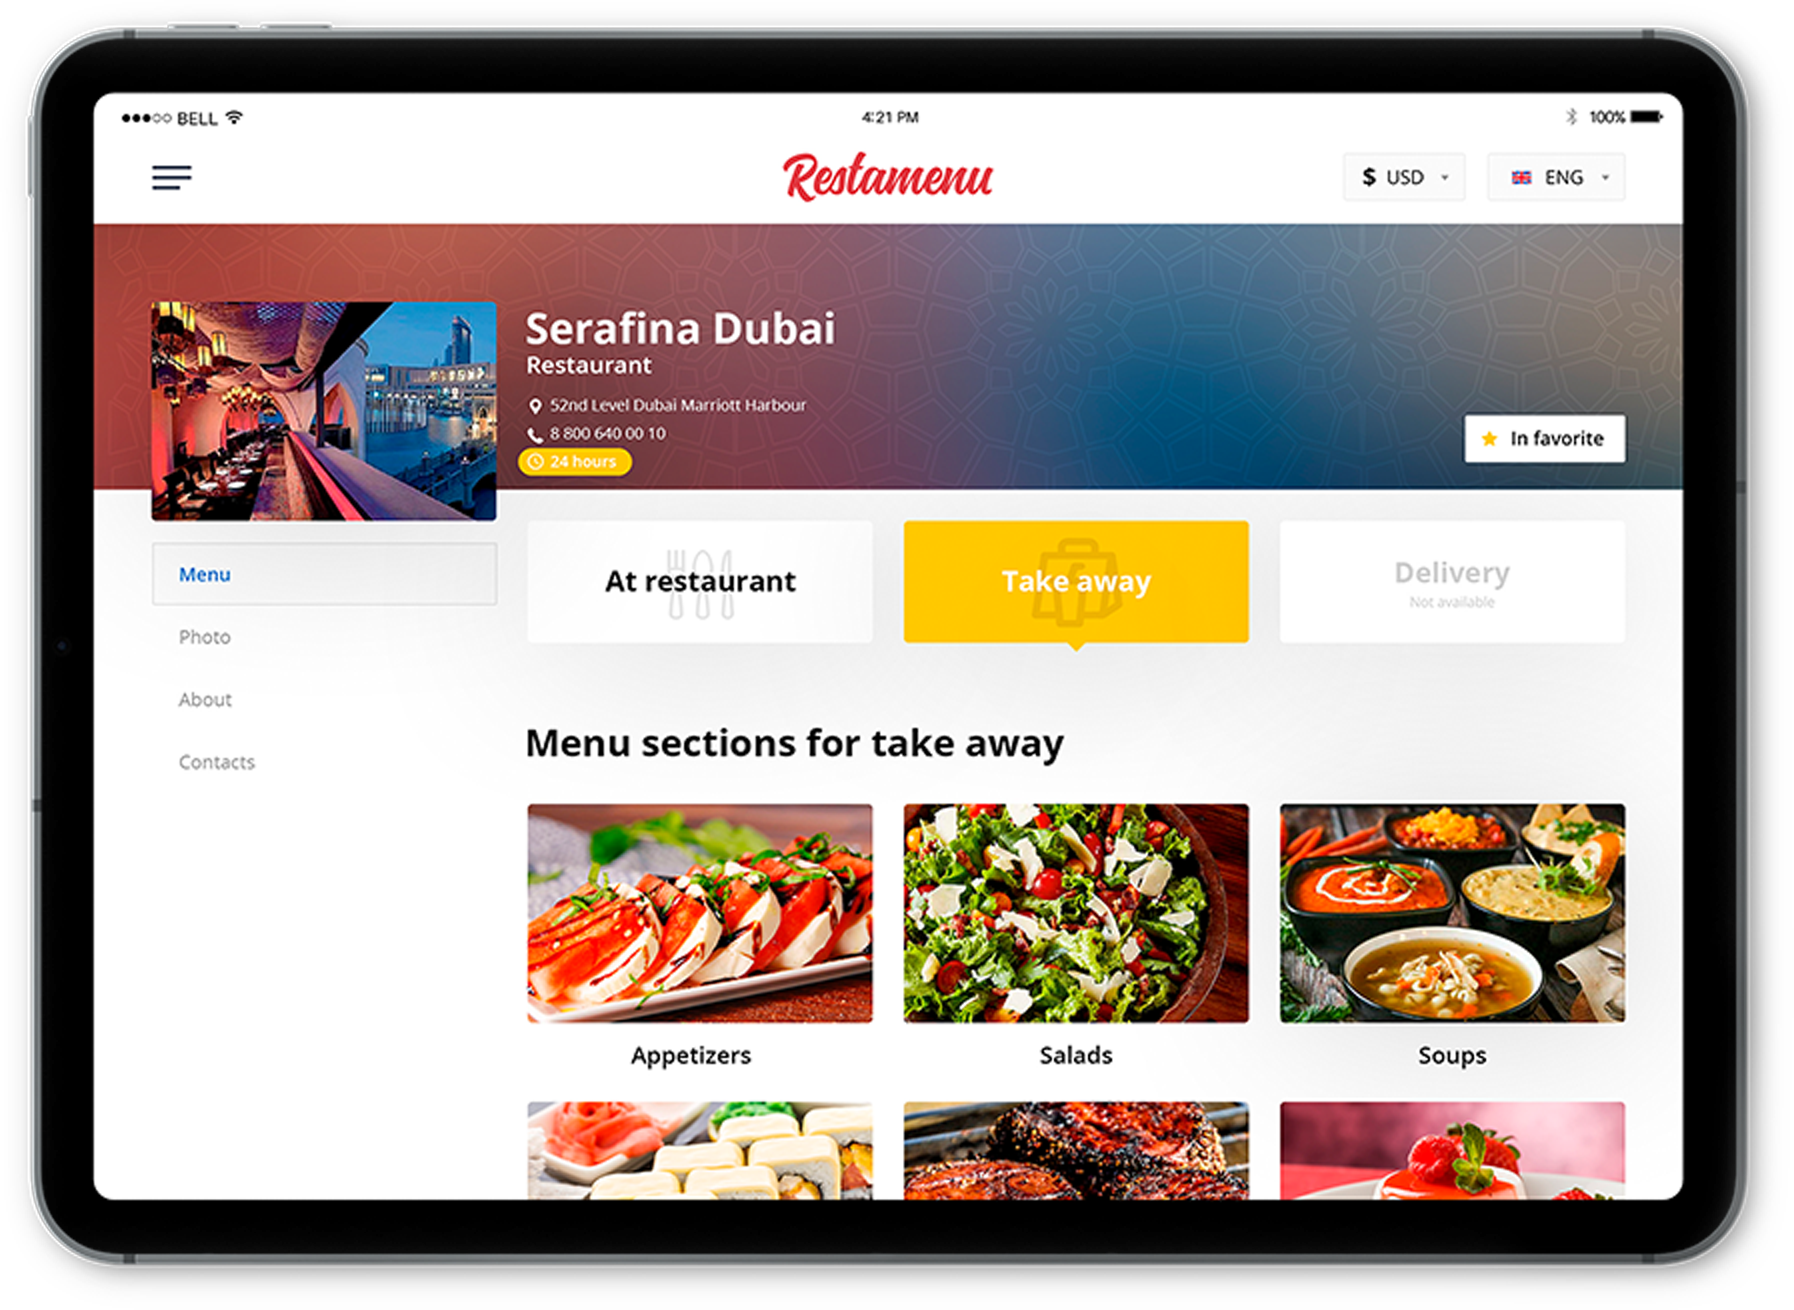 BELL
4:21 PM
100%
Restamenu
$ USD
ENG
Serafina Dubai
Restaurant
52nd Level Dubai Marriott Harbour
8 800 640 00 10
24 hours
In favorite
Menu
Photo
About
Contacts
At restaurant
Take away
Delivery
Not available
Menu sections for take away
Appetizers
Salads
Soups